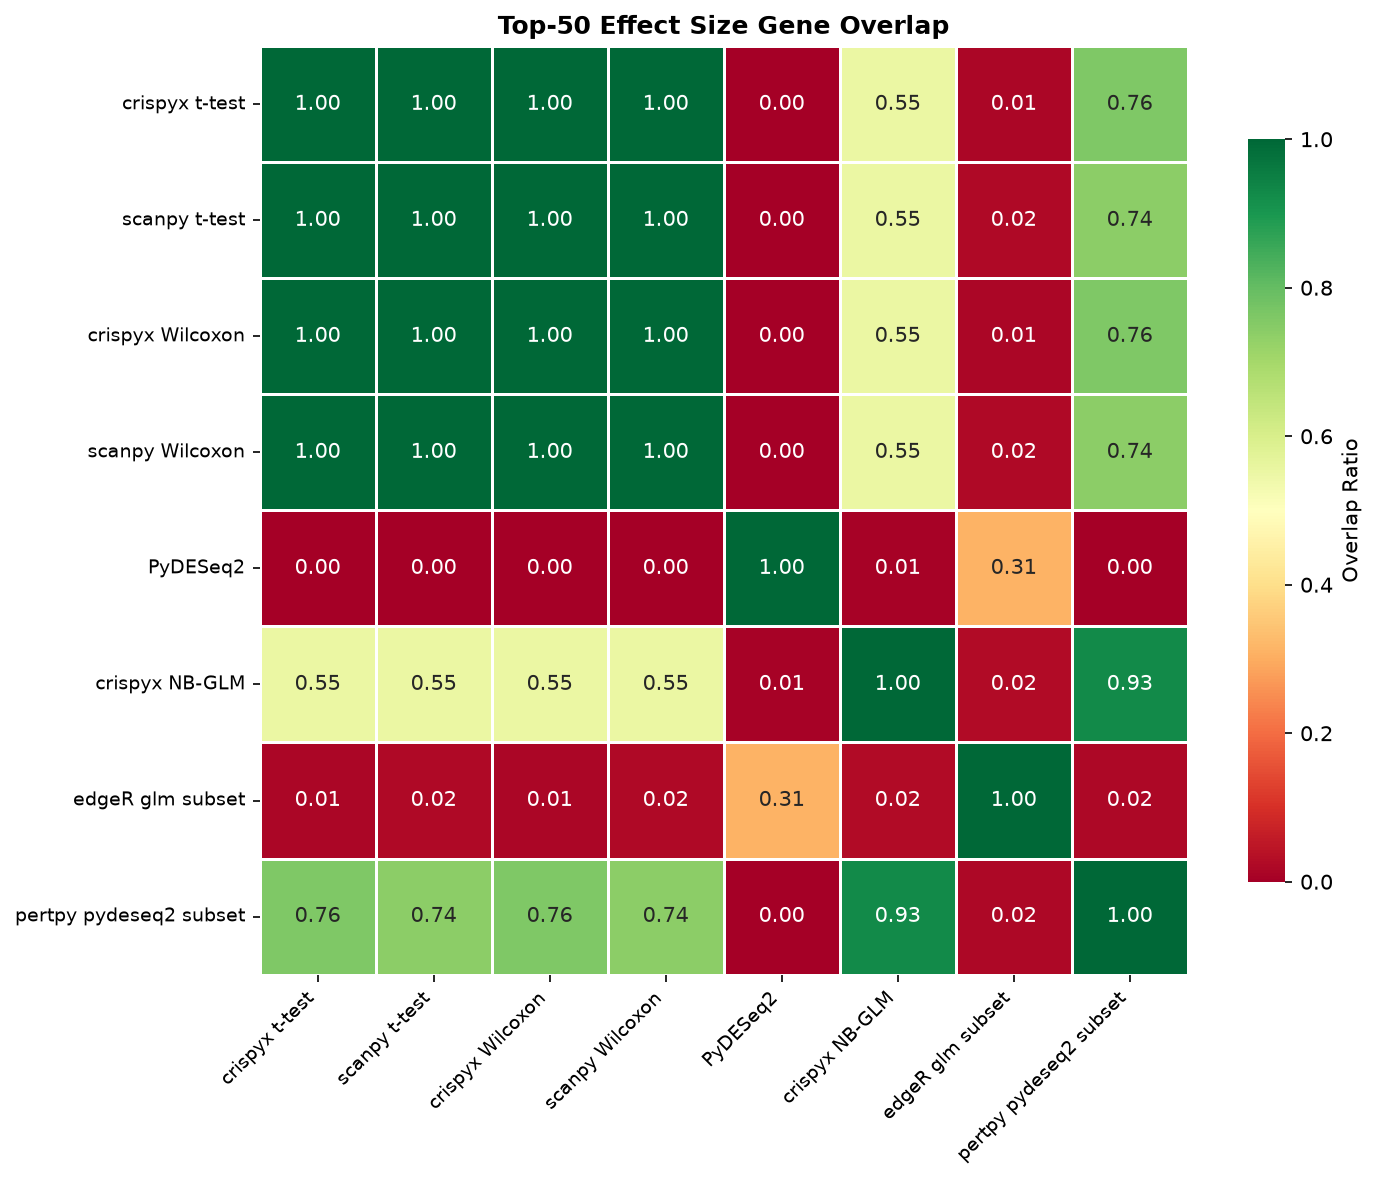 Top-50 Effect Size Gene Overlap
crispyx t-test 1.00 1.00 1.00 1.00 0.00 0.55 0.01 0.76
scanpy t-test 1.00 1.00 1.00 1.00 0.00 0.55 0.02 0.74
crispyx Wilcoxon 1.00 1.00 1.00 1.00 0.00 0.55 0.01 0.76
scanpy Wilcoxon 1.00 1.00 1.00 1.00 0.00 0.55 0.02 0.74
PyDESeq2 0.00 0.00 0.00 0.00 1.00 0.01 0.31 0.00
crispyx NB-GLM 0.55 0.55 0.55 0.55 0.01 1.00 0.02 0.93
edgeR glm subset 0.01 0.02 0.01 0.02 0.31 0.02 1.00 0.02
pertpy pydeseq2 subset 0.76 0.74 0.76 0.74 0.00 0.93 0.02 1.00
crispyx t-test
scanpy t-test
crispyx Wilcoxon
scanpy Wilcoxon
PyDESeq2
crispyx NB-GLM
edgeR glm subset
pertpy pydeseq2 subset
1.0
0.8
0.6
0.4
0.2
0.0
Overlap Ratio